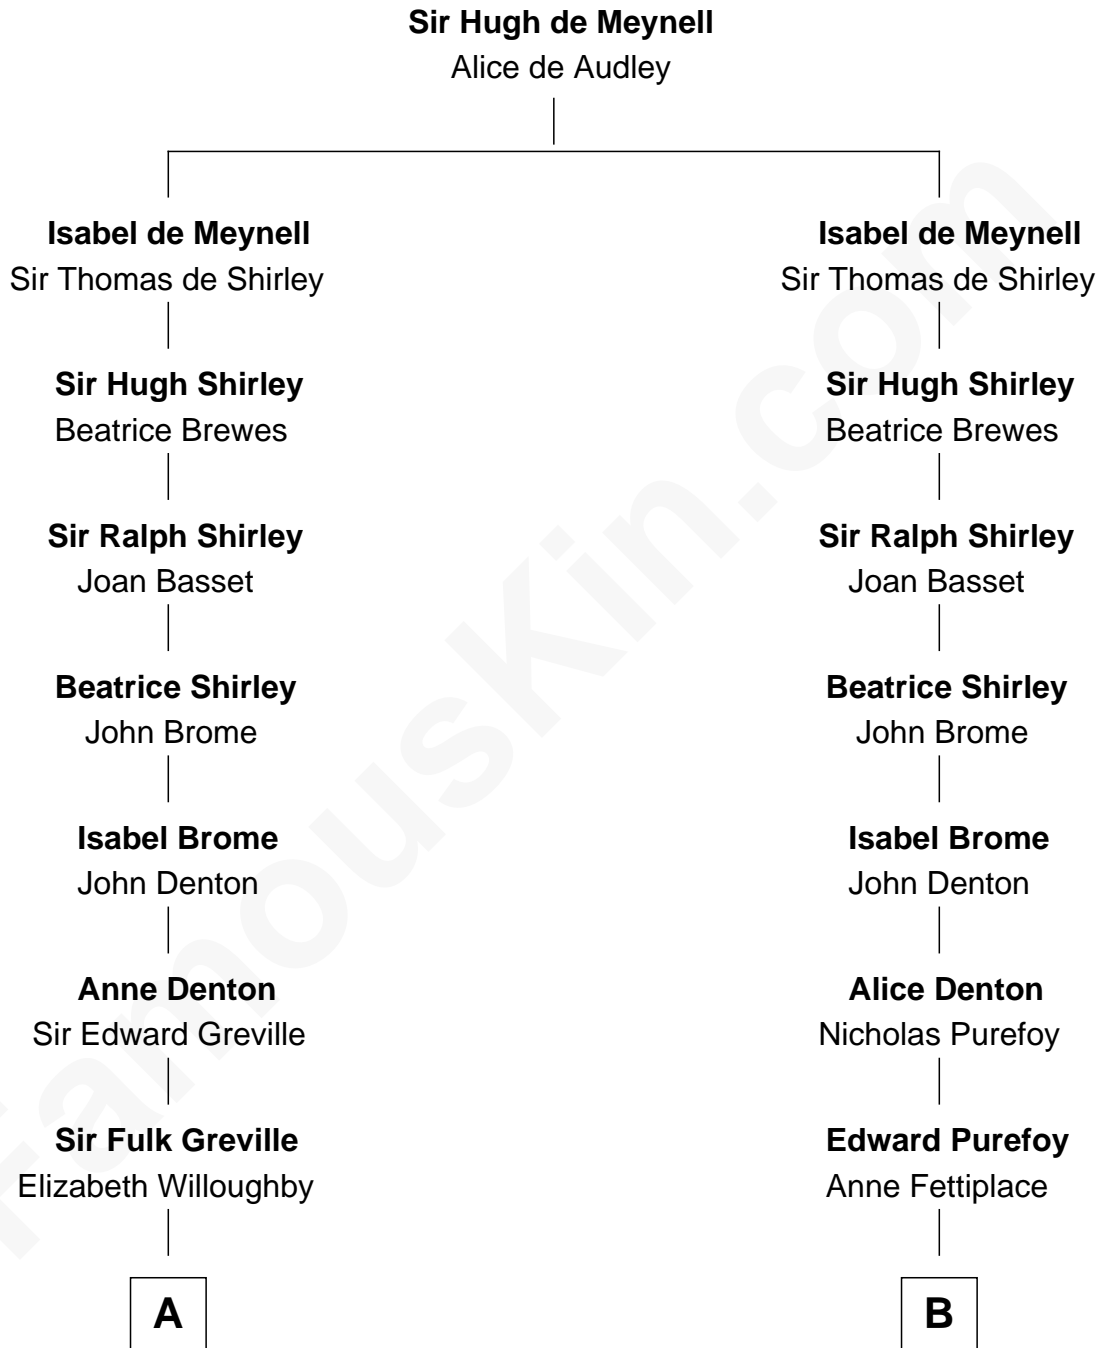 Sir Hugh de Meynell
Alice de Audley
Isabel de Meynell
Sir Thomas de Shirley
Isabel de Meynell
Sir Thomas de Shirley
Sir Hugh Shirley
Beatrice Brewes
Sir Hugh Shirley
Beatrice Brewes
Sir Ralph Shirley
Joan Basset
Sir Ralph Shirley
Joan Basset
Beatrice Shirley
John Brome
Beatrice Shirley
John Brome
Isabel Brome
John Denton
Isabel Brome
John Denton
Anne Denton
Sir Edward Greville
Alice Denton
Nicholas Purefoy
Sir Fulk Greville
Elizabeth Willoughby
Edward Purefoy
Anne Fettiplace
A
B
FamousKin.com